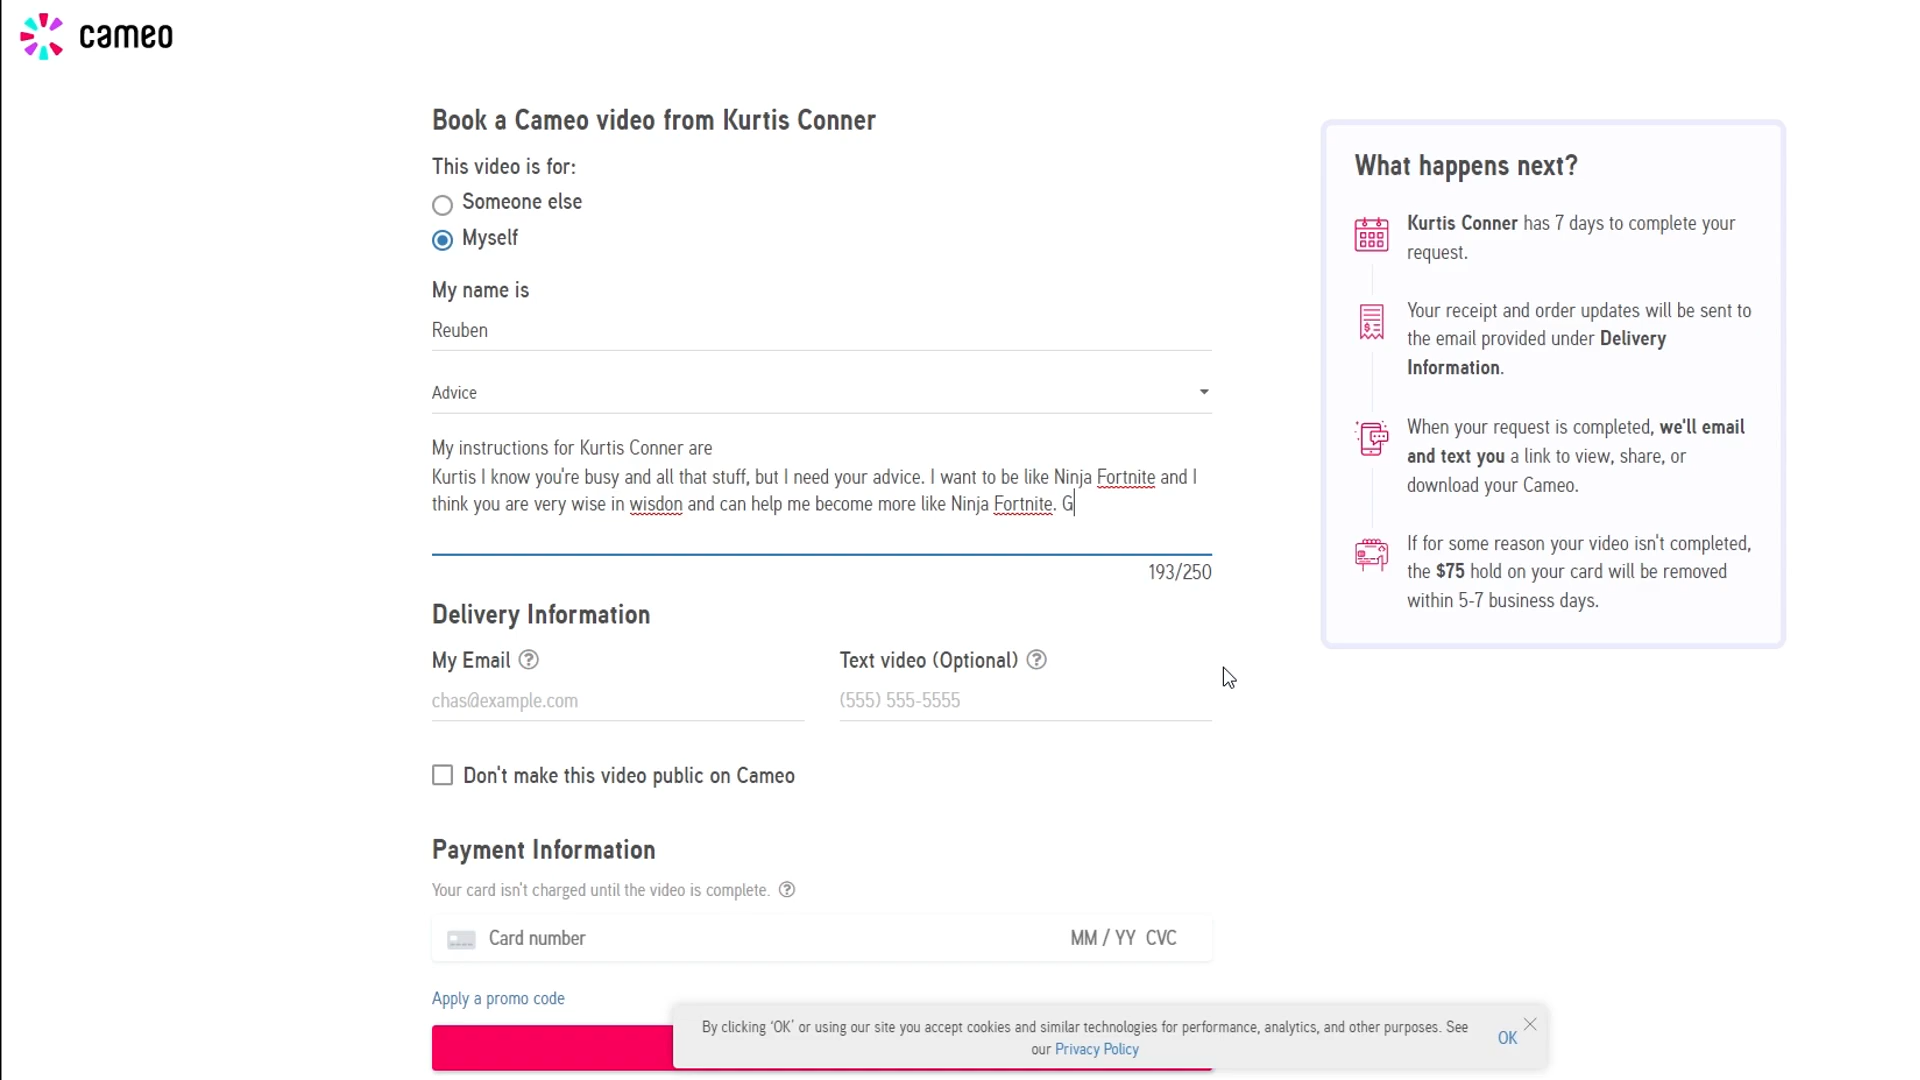 cameo
Book a Cameo video from Kurtis Conner
This video is for:
Someone else
Myself
My name is
Reuben
Advice
My instructions for Kurtis Conner are
Kurtis I know you're busy and all that stuff, but I need your advice. I want to be like Ninja Fortnite and I
think you are very wise in wisdon and can help me become more like Ninja Fortnite. G
193/250
Delivery Information
My Email ?
Text video (Optional) ?
chas@example.com
(555) 555-5555
Don't make this video public on Cameo
Payment Information
Your card isn't charged until the video is complete. ?
Card number
MM / YY CVC
Apply a promo code
What happens next?
Kurtis Conner has 7 days to complete your
request.
Your receipt and order updates will be sent to
the email provided under Delivery
Information.
When your request is completed, we'll email
and text you a link to view, share, or
download your Cameo.
If for some reason your video isn't completed,
the $75 hold on your card will be removed
within 5-7 business days.
By clicking ‘OK’ or using our site you accept cookies and similar technologies for performance, analytics, and other purposes. See
our Privacy Policy
OK